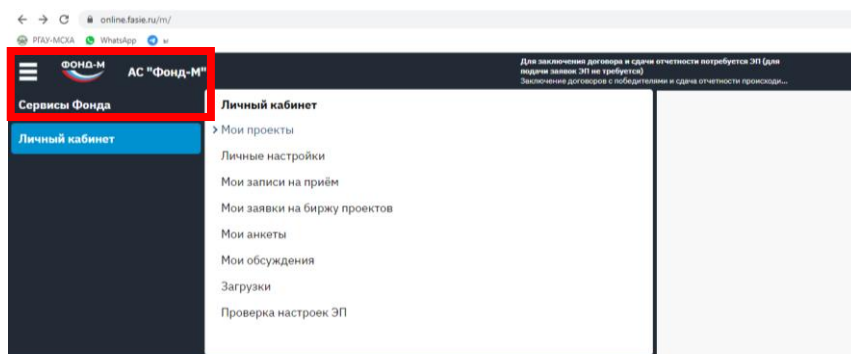 online.fasie.ru/m/
РГАУ-МСХА WhatsApp
ФОНД-М
АС "Фонд-М"
Для заключения договора и сдачи отчетности потребуется ЭП (для
подачи заявок ЭП не требуется)
Заключение договоров с победителями и сдача отчетности происходи...
Сервисы Фонда
Личный кабинет
Личный кабинет
Мои проекты
Личные настройки
Мои записи на приём
Мои заявки на биржу проектов
Мои анкеты
Мои обсуждения
Загрузки
Проверка настроек ЭП